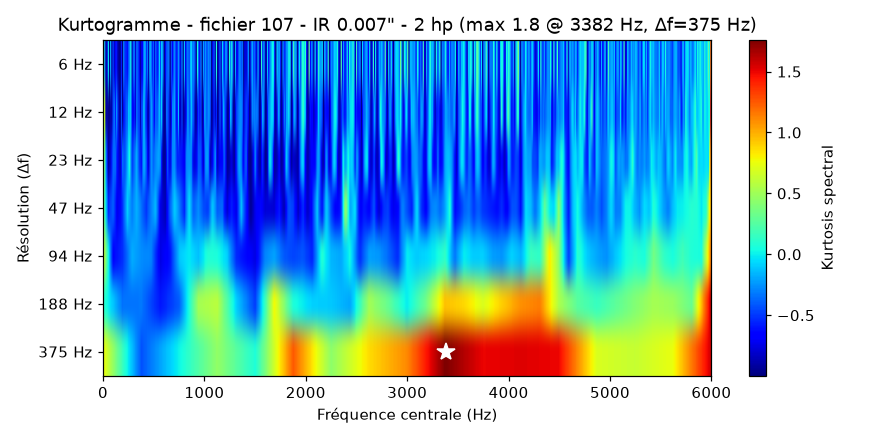 Kurtogramme - fichier 107 - IR 0.007" - 2 hp (max 1.8 @ 3382 Hz, Δf=375 Hz)
Résolution (Δf)
6 Hz
12 Hz
23 Hz
47 Hz
94 Hz
188 Hz
375 Hz
0 1000 2000 3000 4000 5000 6000
Fréquence centrale (Hz)
1.5
1.0
0.5
0.0
−0.5
Kurtosis spectral